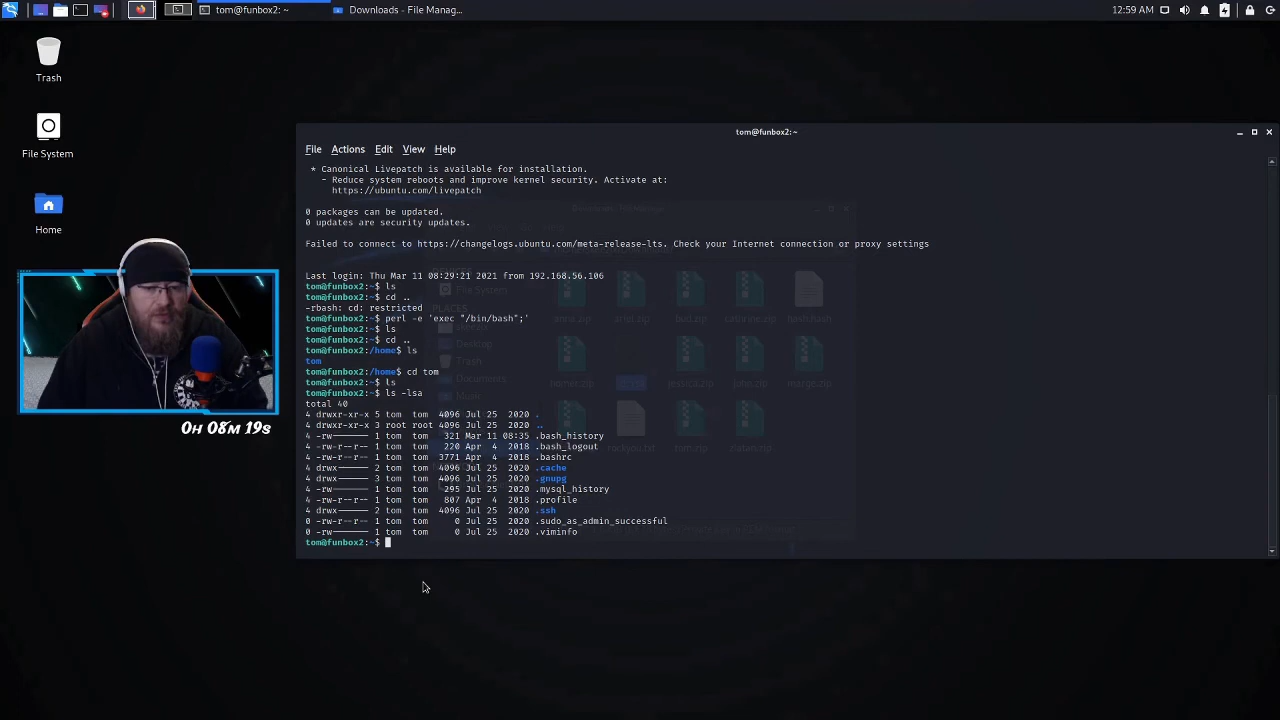 tom@funbox2: ~
Downloads - File Manag...
12:59 AM
Trash
File System
Home
tom@funbox2:~
File Actions Edit View Help
* Canonical Livepatch is available for installation.
- Reduce system reboots and improve kernel security. Activate at:
https://ubuntu.com/livepatch
0 packages can be updated.
0 updates are security updates.
Failed to connect to https://changelogs.ubuntu.com/meta-release-lts. Check your Internet connection or proxy settings
Last login: Thu Mar 11 08:29:21 2021 from 192.168.56.106
tom@funbox2:~$ ls
tom@funbox2:~$ cd ..
-rbash: cd: restricted
tom@funbox2:~$ perl -e 'exec "/bin/bash";'
tom@funbox2:~$ ls
tom@funbox2:~$ cd ..
tom@funbox2:/home$ ls
tom
tom@funbox2:/home$ cd tom
tom@funbox2:~$ ls
tom@funbox2:~$ ls -lsa
total 40
4 drwxr-xr-x 5 tom tom 4096 Jul 25 2020 .
4 drwxr-xr-x 3 root root 4096 Jul 25 2020 ..
4 -rw------- 1 tom tom 321 Mar 11 08:35 .bash_history
4 -rw-r--r-- 1 tom tom 220 Apr 4 2018 .bash_logout
4 -rw-r--r-- 1 tom tom 3771 Apr 4 2018 .bashrc
4 drwx------ 2 tom tom 4096 Jul 25 2020 .cache
4 drwx------ 3 tom tom 4096 Jul 25 2020 .gnupg
4 -rw------- 1 tom tom 295 Jul 25 2020 .mysql_history
4 -rw-r--r-- 1 tom tom 807 Apr 4 2018 .profile
4 drwx------ 2 tom tom 4096 Jul 25 2020 .ssh
0 -rw-r--r-- 1 tom tom 0 Jul 25 2020 .sudo_as_admin_successful
0 -rw------- 1 tom tom 0 Jul 25 2020 .viminfo
tom@funbox2:~$
0h 08m 19s